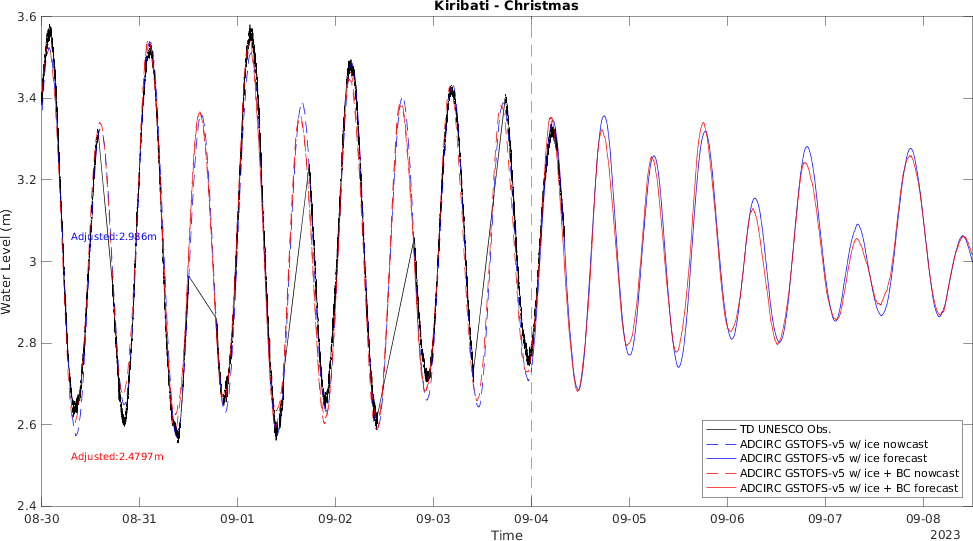 Kiribati - Christmas
3.6
3.4
3.2
3
2.8
2.6
2.4
Water Level (m)
Adjusted:2.986m
Adjusted:2.4797m
TD UNESCO Obs.
ADCIRC GSTOFS-v5 w/ ice nowcast
ADCIRC GSTOFS-v5 w/ ice forecast
ADCIRC GSTOFS-v5 w/ ice + BC nowcast
ADCIRC GSTOFS-v5 w/ ice + BC forecast
08-30 08-31 09-01 09-02 09-03 09-04 09-05 09-06 09-07 09-08
Time
2023